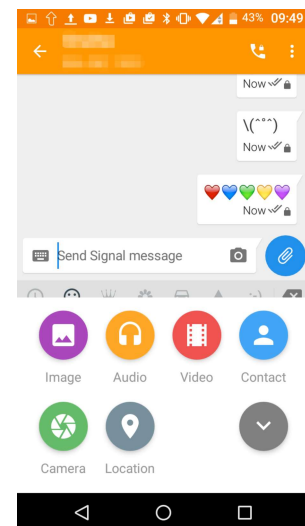 43% 09:49
Now
\(^°^)
Now
Now
Send Signal message
Image Audio Video Contact
Camera Location